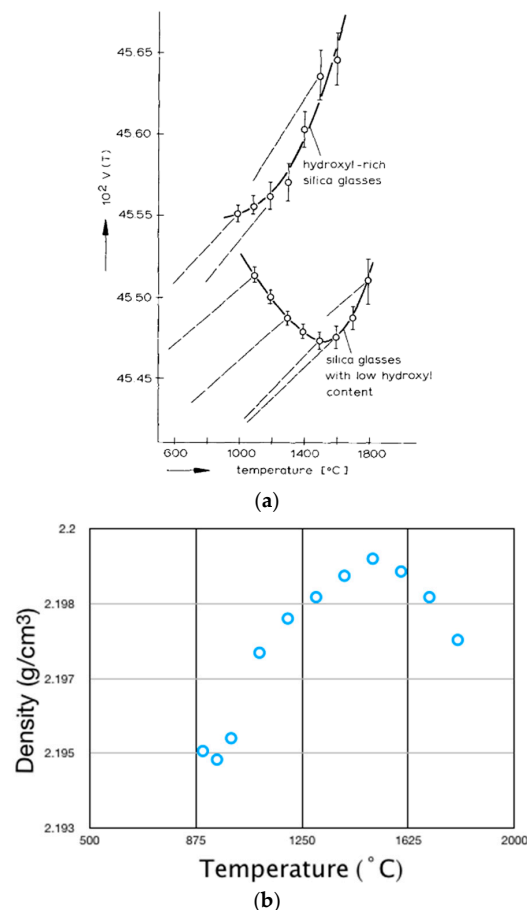 45.65
45.60
45.55
45.50
45.45
10² V(T)
hydroxyl-rich
silica glasses
silica glasses
with low hydroxyl
content
600 1000 1400 1800
temperature [°C]
(a)
2.2
2.198
2.197
2.195
2.193
Density (g/cm³)
500 875 1250 1625 2000
Temperature (°C)
(b)